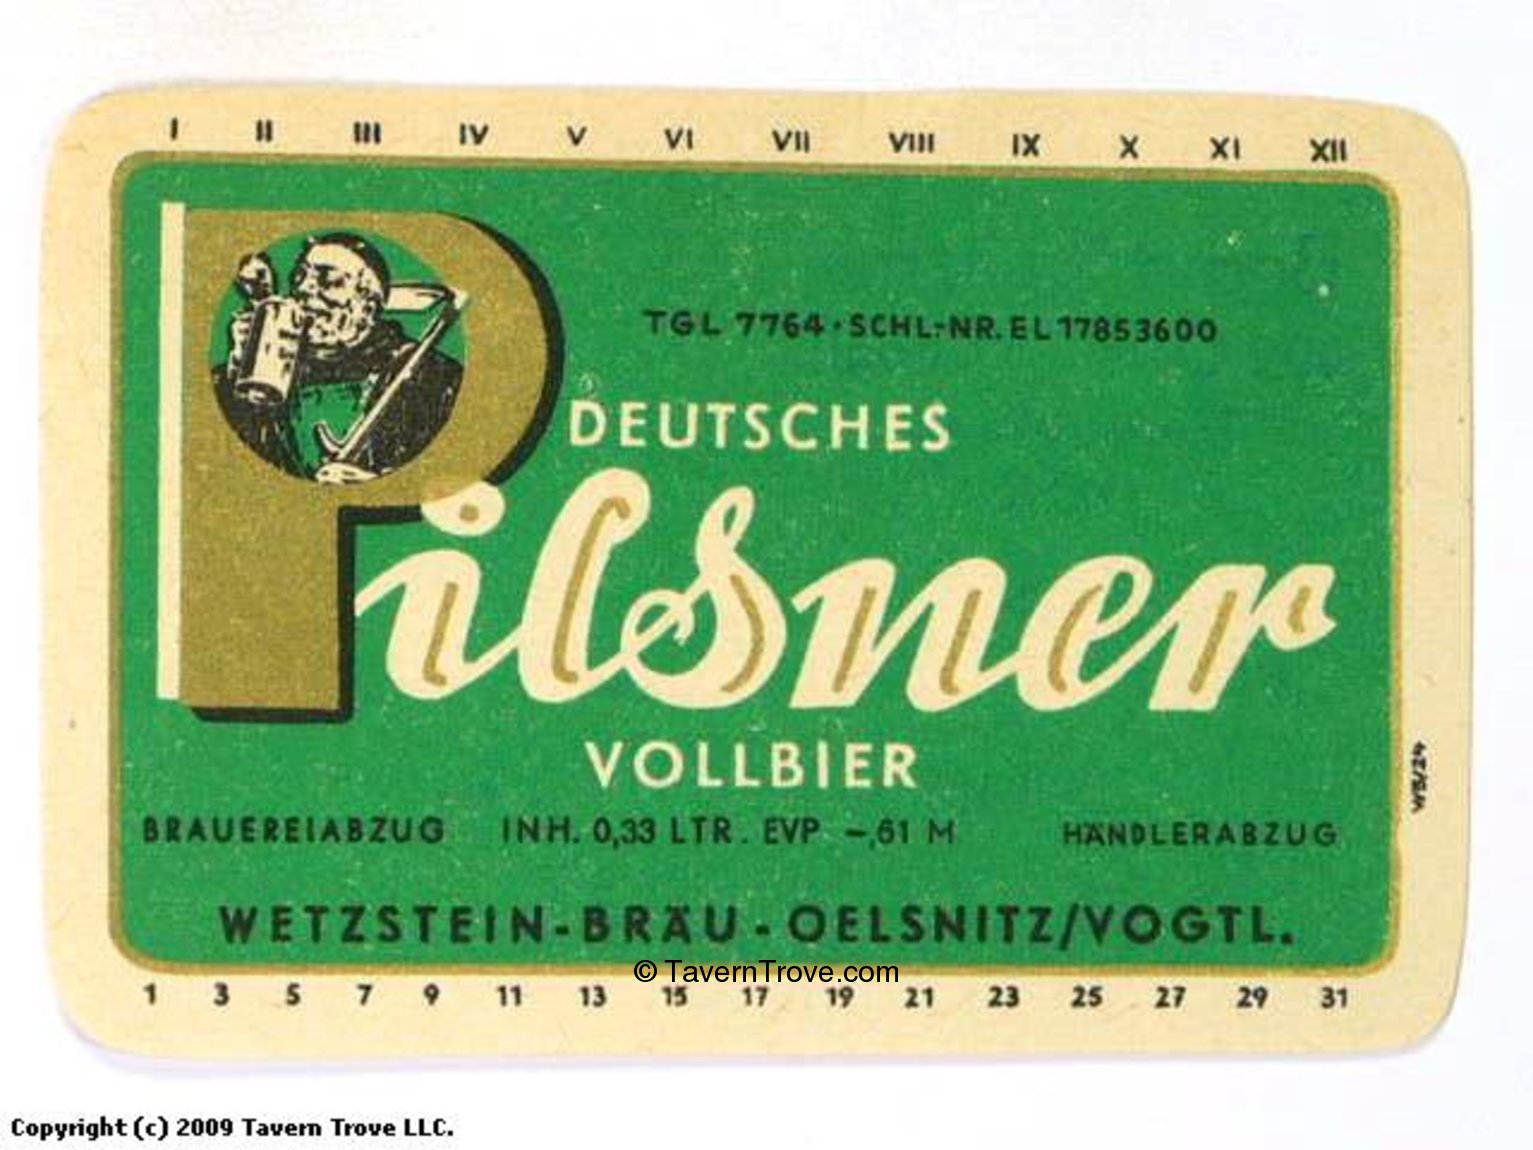 I II III IV V VI VII VIII IX X XI XII
TGL 7764 · SCHL.-NR. EL 17853600
DEUTSCHES
Pilsner
VOLLBIER
BRAUEREIABZUG INH. 0,33 LTR. EVP -,61 M HÄNDLERABZUG
WETZSTEIN-BRÄU - OELSNITZ/VOGTL.
© TavernTrove.com
1 3 5 7 9 11 13 15 17 19 21 23 25 27 29 31
WB/24
Copyright (c) 2009 Tavern Trove LLC.